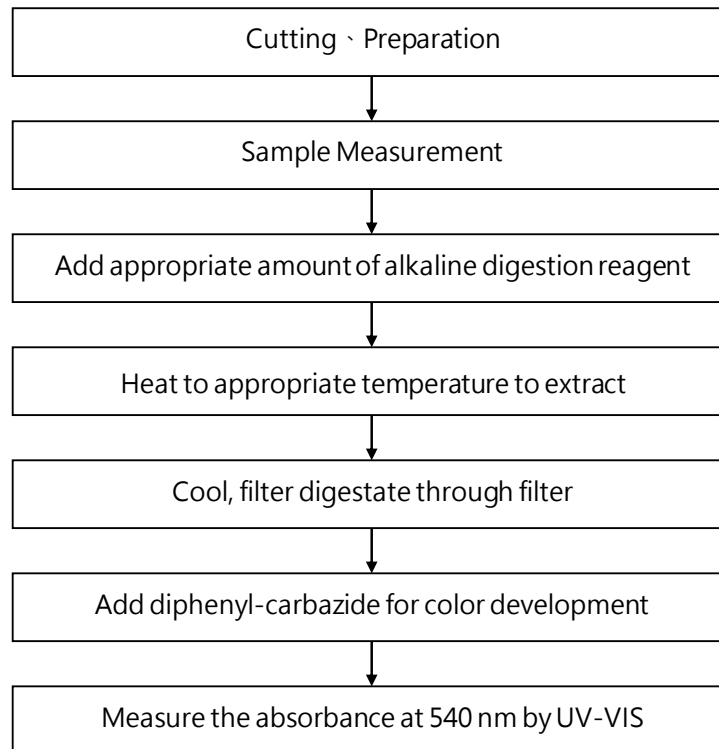 Cutting、Preparation
Sample Measurement
Add appropriate amount of alkaline digestion reagent
Heat to appropriate temperature to extract
Cool, filter digestate through filter
Add diphenyl-carbazide for color development
Measure the absorbance at 540 nm by UV-VIS